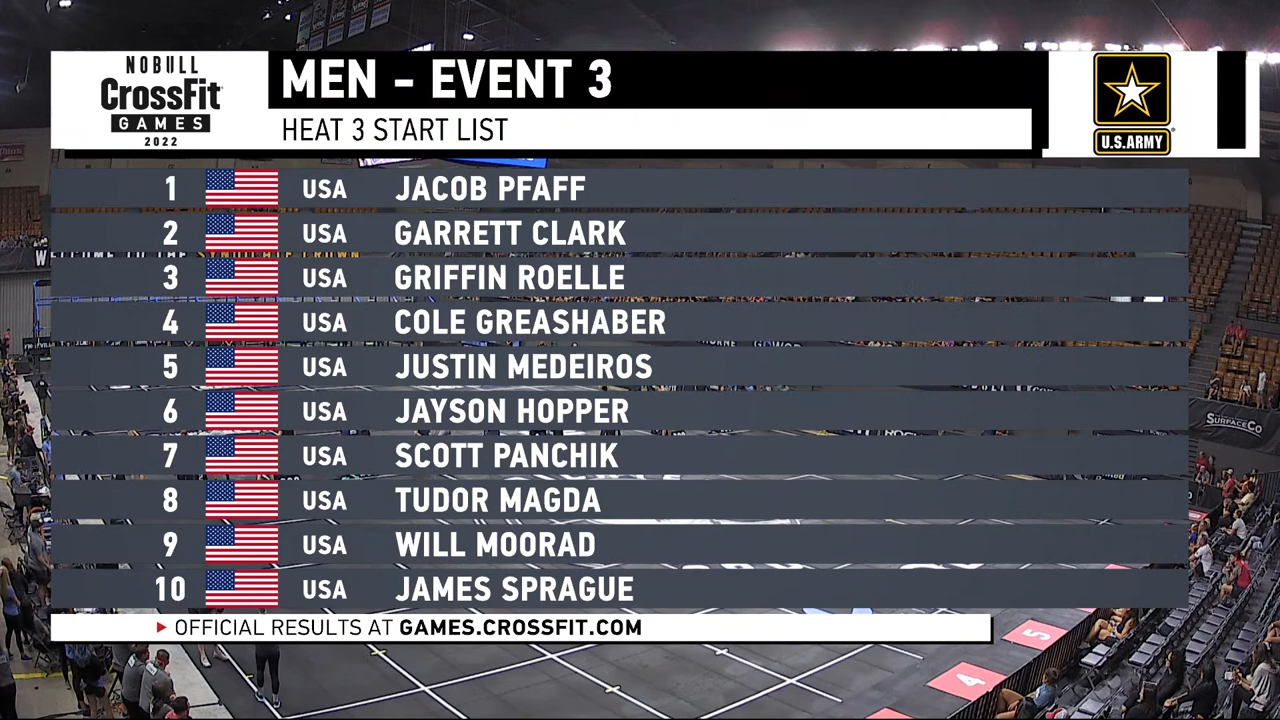 NOBULL
CrossFit
GAMES
2022
MEN - EVENT 3
HEAT 3 START LIST
U.S.ARMY
1 USA JACOB PFAFF
2 USA GARRETT CLARK
3 USA GRIFFIN ROELLE
4 USA COLE GREASHABER
5 USA JUSTIN MEDEIROS
6 USA JAYSON HOPPER
7 USA SCOTT PANCHIK
8 USA TUDOR MAGDA
9 USA WILL MOORAD
10 USA JAMES SPRAGUE
OFFICIAL RESULTS AT GAMES.CROSSFIT.COM
SURFACECO
5
4